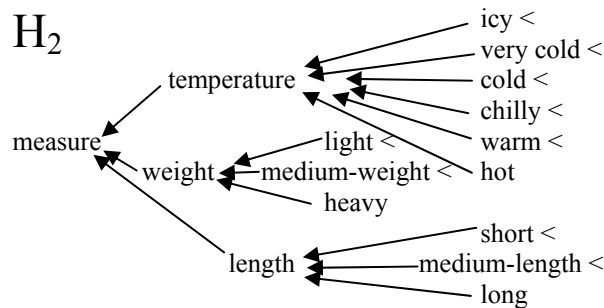 H2
icy <
very cold <
temperature
cold <
chilly <
measure
light <
warm <
weight
medium-weight <
hot
heavy
short <
length
medium-length <
long